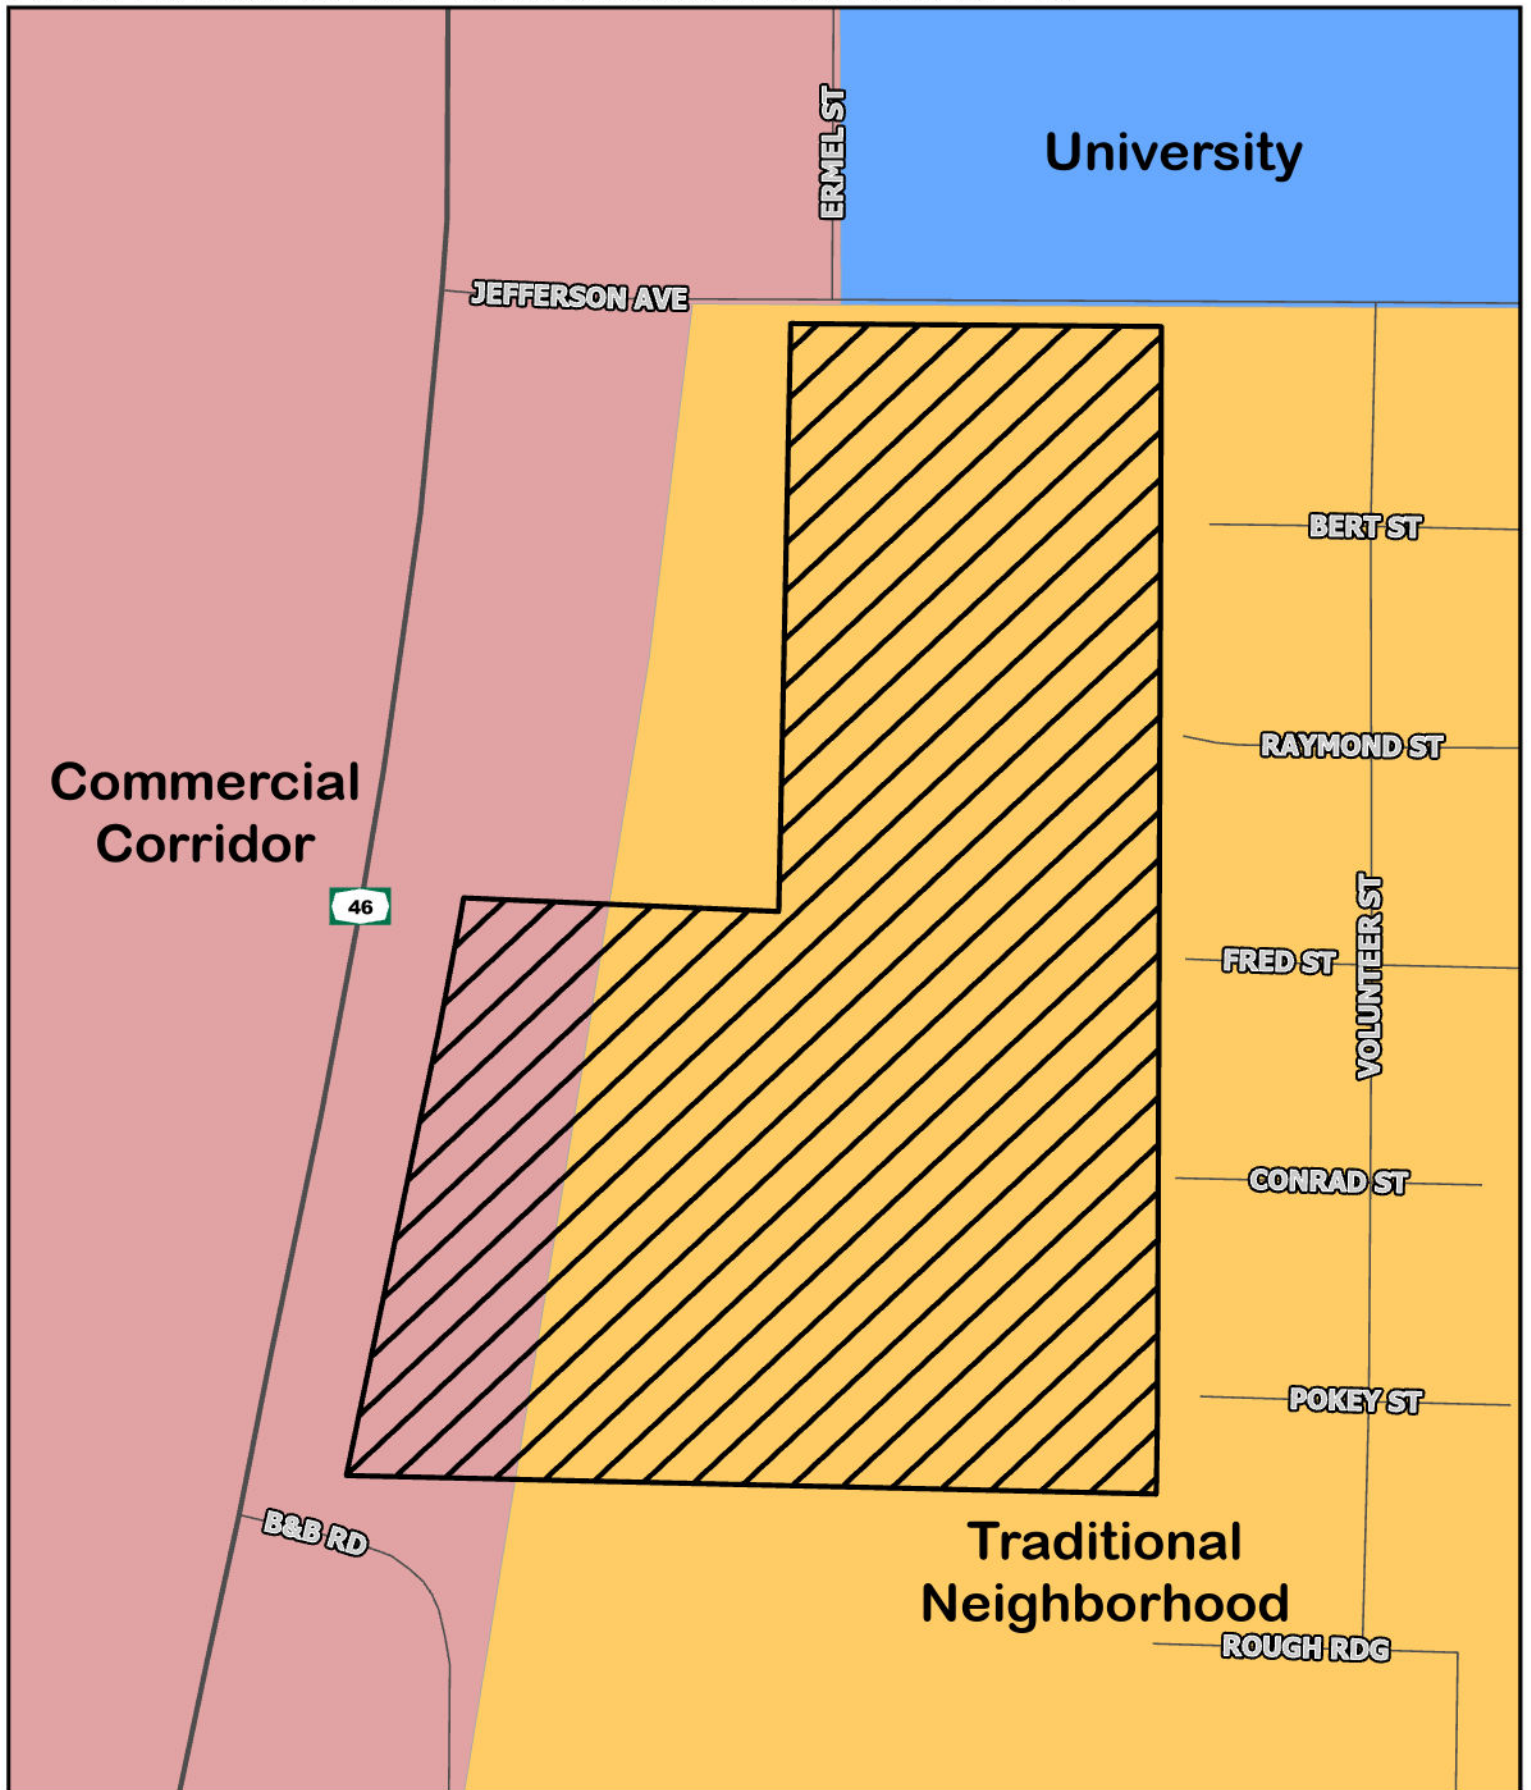 ERMEL ST
University
JEFFERSON AVE
BERT ST
RAYMOND ST
Commercial
Corridor
46
VOLUNTEER ST
FRED ST
CONRAD ST
POKEY ST
B&B RD
Traditional
Neighborhood
ROUGH RDG